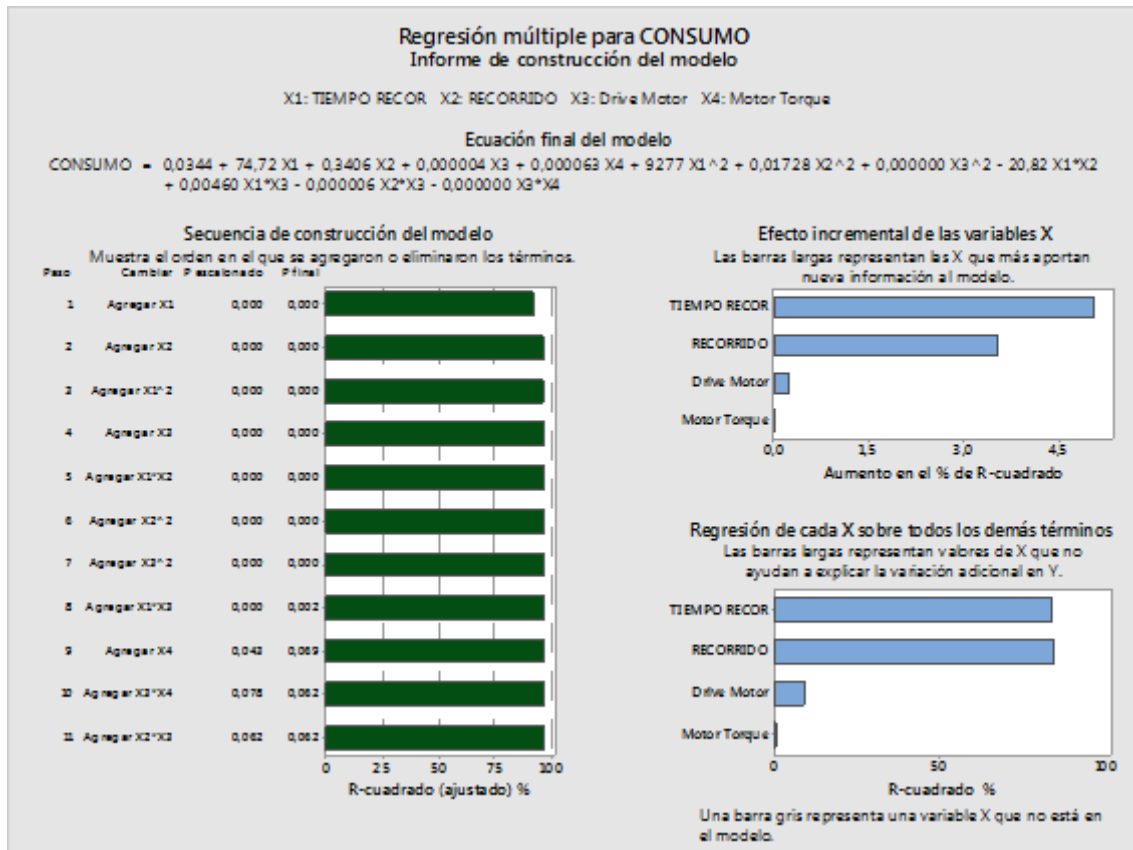 Regresión múltiple para CONSUMO
Informe de construcción del modelo
X1: TIEMPO RECOR X2: RECORRIDO X3: Drive Motor X4: Motor Torque
Ecuación final del modelo
CONSUMO = 0,0344 + 74,72 X1 + 0,3406 X2 + 0,000004 X3 + 0,000063 X4 + 9277 X1^2 + 0,01728 X2^2 + 0,000000 X3^2 - 20,82 X1*X2
+ 0,00460 X1*X3 - 0,000006 X2*X3 - 0,000000 X3*X4
Secuencia de construcción del modelo
Muestra el orden en el que se agregaron o eliminaron los términos.
Paso Cambiar P escalonado P final
1 Agregar X1 0,000 0,000
2 Agregar X2 0,000 0,000
3 Agregar X1^2 0,000 0,000
4 Agregar X3 0,000 0,000
5 Agregar X1*X2 0,000 0,000
6 Agregar X2^2 0,000 0,000
7 Agregar X3^2 0,000 0,000
8 Agregar X1*X3 0,000 0,002
9 Agregar X4 0,043 0,069
10 Agregar X3*X4 0,078 0,062
11 Agregar X2*X3 0,062 0,062
0 25 50 75 100
R-cuadrado (ajustado) %
Efecto incremental de las variables X
Las barras largas representan las X que más aportan
nueva información al modelo.
TIEMPO RECOR
RECORRIDO
Drive Motor
Motor Torque
0,0 1,5 3,0 4,5
Aumento en el % de R-cuadrado
Regresión de cada X sobre todos los demás términos
Las barras largas representan valores de X que no
ayudan a explicar la variación adicional en Y.
TIEMPO RECOR
RECORRIDO
Drive Motor
Motor Torque
0 50 100
R-cuadrado %
Una barra gris representa una variable X que no está en
el modelo.